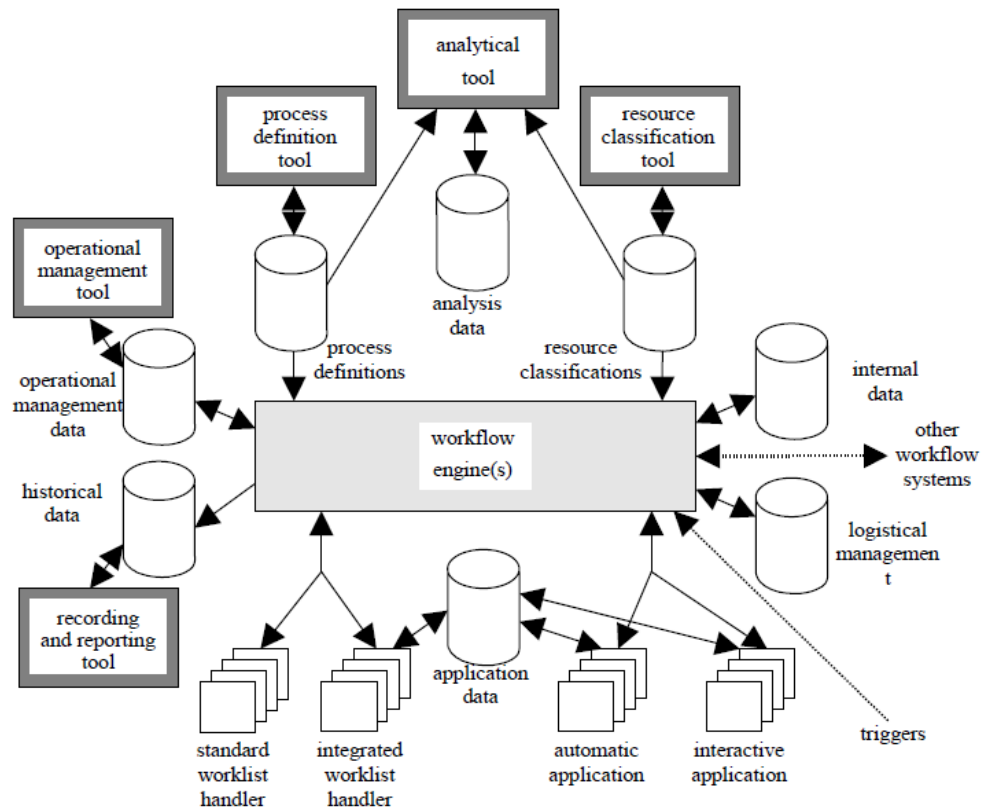 analytical
tool
process
definition
tool
resource
classification
tool
operational
management
tool
analysis
data
process
definitions
resource
classifications
operational
management
data
internal
data
workflow
engine(s)
other
workflow
systems
historical
data
logistical
managemen
t
recording
and reporting
tool
application
data
triggers
standard
worklist
handler
integrated
worklist
handler
automatic
application
interactive
application